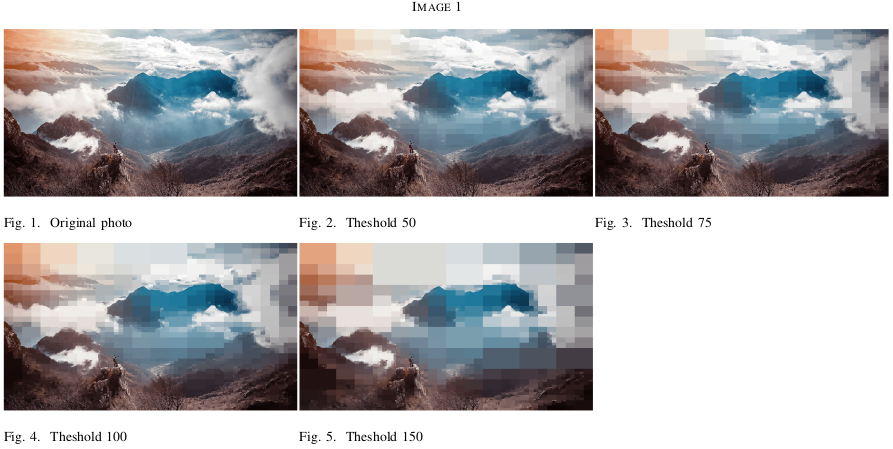 IMAGE 1
Fig. 1. Original photo
Fig. 2. Theshold 50
Fig. 3. Theshold 75
Fig. 4. Theshold 100
Fig. 5. Theshold 150